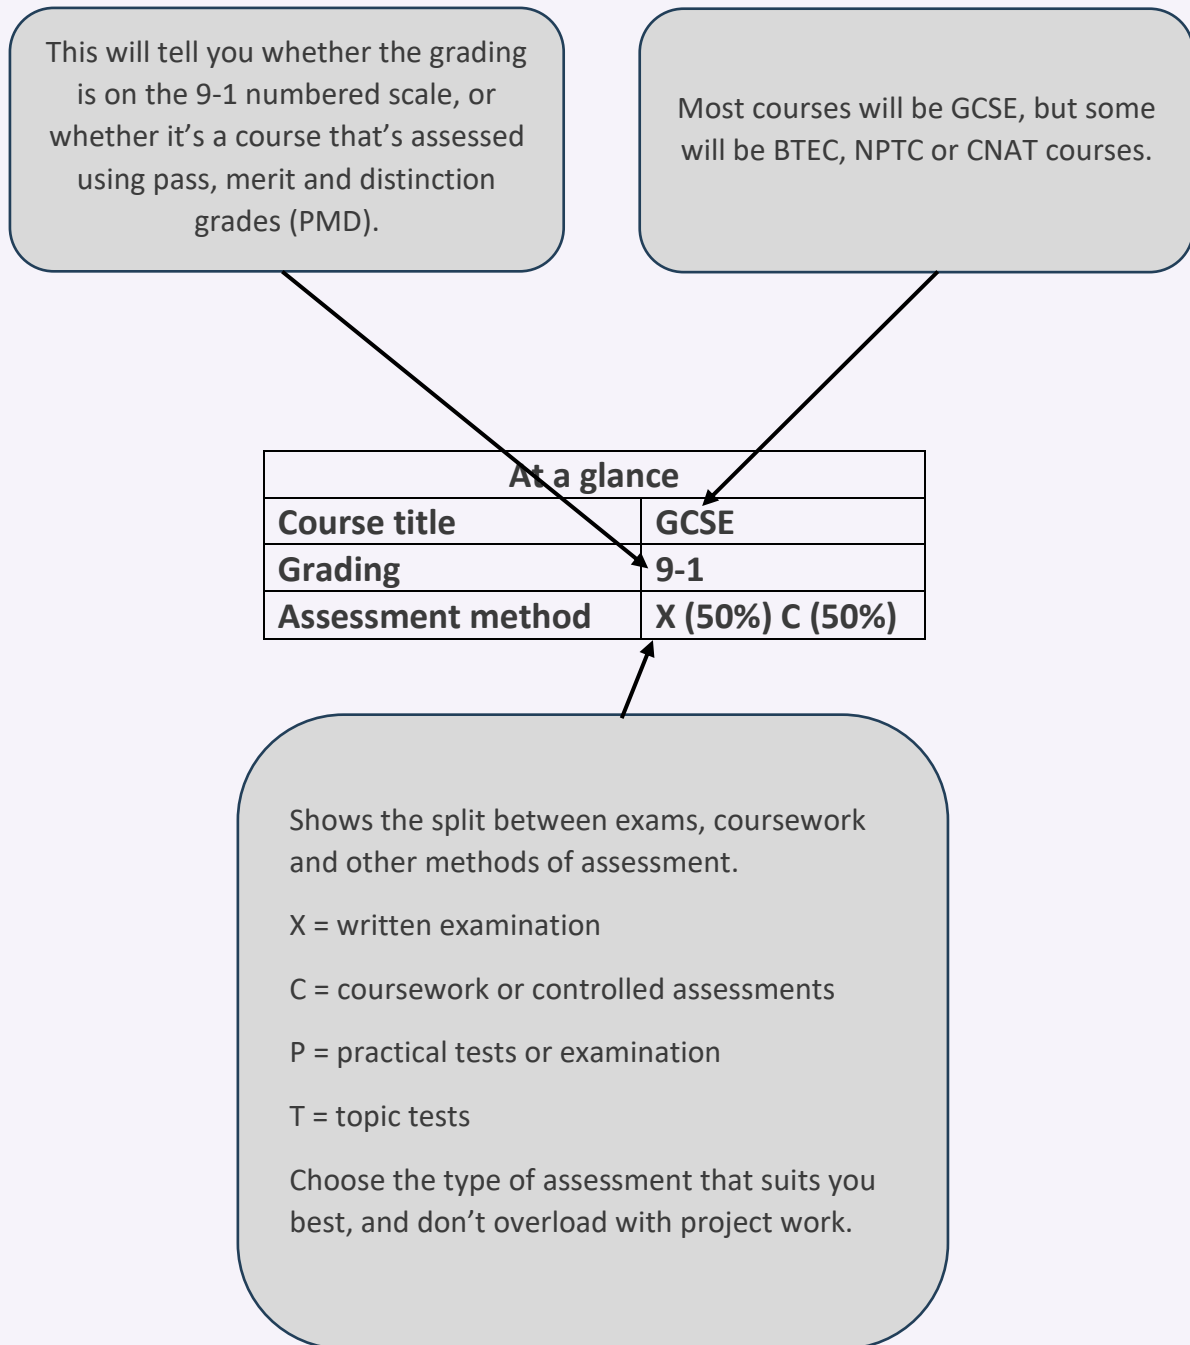 This will tell you whether the grading
is on the 9-1 numbered scale, or
whether it’s a course that’s assessed
using pass, merit and distinction
grades (PMD).
Most courses will be GCSE, but some
will be BTEC, NPTC or CNAT courses.
At a glance
Course title GCSE
Grading 9-1
Assessment method X (50%) C (50%)
Shows the split between exams, coursework
and other methods of assessment.
X = written examination
C = coursework or controlled assessments
P = practical tests or examination
T = topic tests
Choose the type of assessment that suits you
best, and don’t overload with project work.